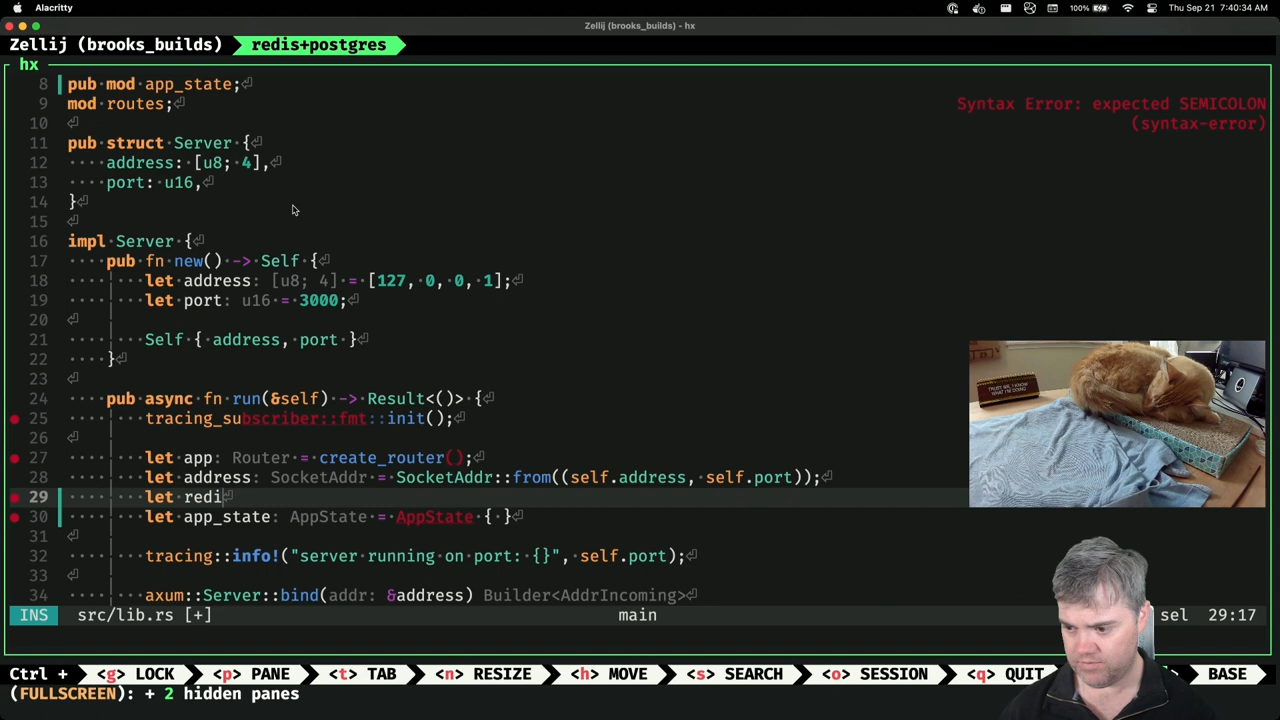 Alacritty
100%
Thu Sep 21 7:40:34 AM
Zellij (brooks_builds) - hx
Zellij (brooks_builds) redis+postgres
hx
8 pub·mod·app_state;⏎
9 mod·routes;⏎
Syntax Error: expected SEMICOLON
(syntax-error)
10 ⏎
11 pub·struct·Server·{⏎
12 ····address:·[u8;·4],⏎
13 ····port:·u16,⏎
14 }⏎
15 ⏎
16 impl·Server·{⏎
17 ····pub·fn·new()·->·Self·{⏎
18 ········let·address: [u8; 4]·=·[127,·0,·0,·1];⏎
19 ········let·port: u16·=·3000;⏎
20 ⏎
21 ········Self·{·address,·port·}⏎
22 ····}⏎
23 ⏎
24 ····pub·async·fn·run(&self)·->·Result<()>·{⏎
25 ········tracing_subscriber::fmt::init();⏎
26 ⏎
27 ········let·app: Router·=·create_router();⏎
28 ········let·address: SocketAddr·=·SocketAddr::from((self.address,·self.port));⏎
29 ········let·redi⏎
30 ········let·app_state: AppState·=·AppState·{·}⏎
31 ⏎
32 ········tracing::info!("server·running·on·port:·{}",·self.port);⏎
33 ⏎
34 ········axum::Server::bind(addr: &address) Builder<AddrIncoming>⏎
TRUST ME, I KNOW
WHAT I'M DOING
INS src/lib.rs [+] main sel 29:17
Ctrl + <g> LOCK <p> PANE <t> TAB <n> RESIZE <h> MOVE <s> SEARCH <o> SESSION <q> QUIT BASE
(FULLSCREEN): + 2 hidden panes